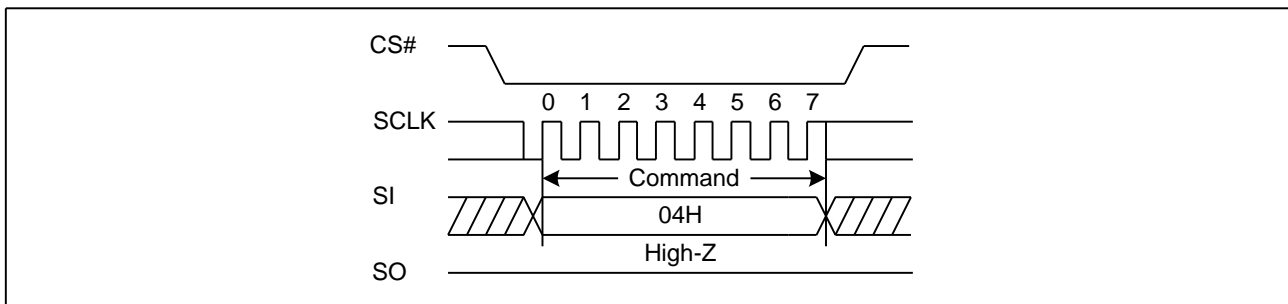 CS#
0 1 2 3 4 5 6 7
SCLK
Command
SI
04H
High-Z
SO